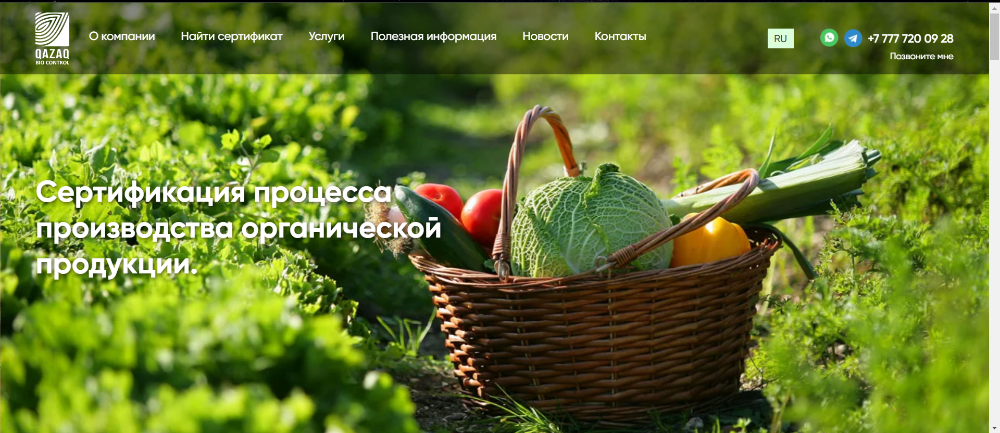 QAZAQ
BIO CONTROL
О компании
Найти сертификат
Услуги
Полезная информация
Новости
Контакты
RU
+7 777 720 09 28
Позвоните мне
Сертификация процесса
производства органической
продукции.